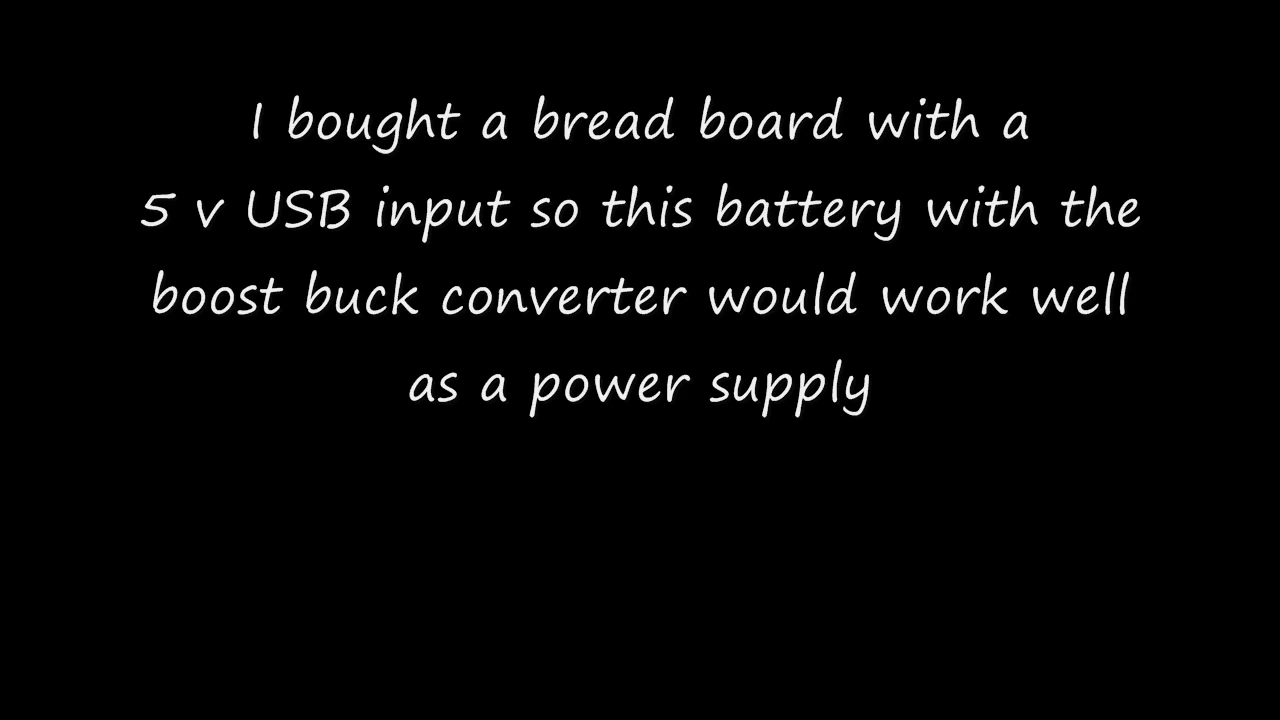 I bought a bread board with a
5 v USB input so this battery with the
boost buck converter would work well
as a power supply